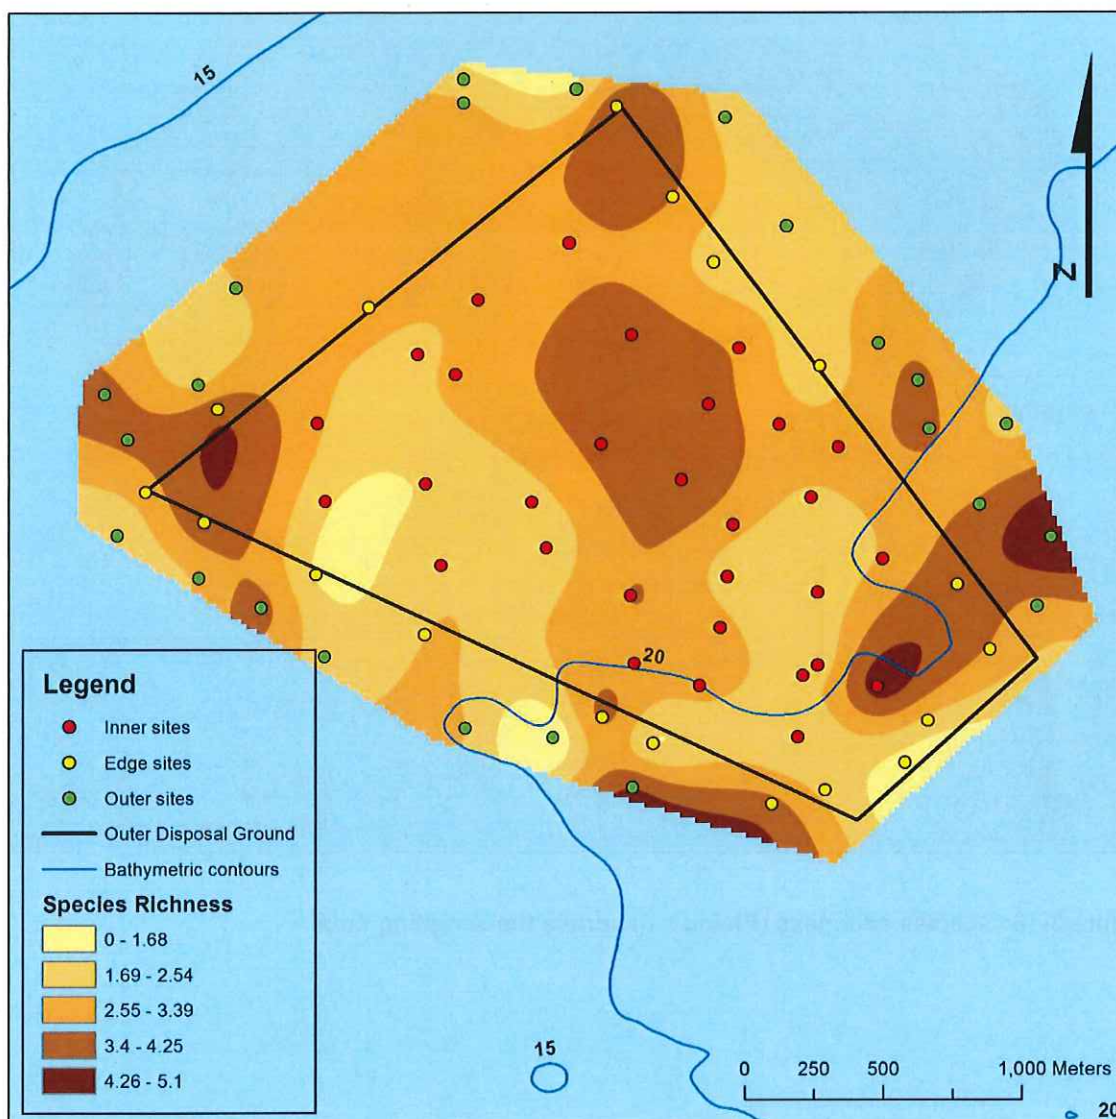 15
N
20
Legend
Inner sites
Edge sites
Outer sites
Outer Disposal Ground
Bathymetric contours
Species Richness
0 - 1.68
1.69 - 2.54
2.55 - 3.39
3.4 - 4.25
4.26 - 5.1
15
0 250 500 1,000 Meters
20